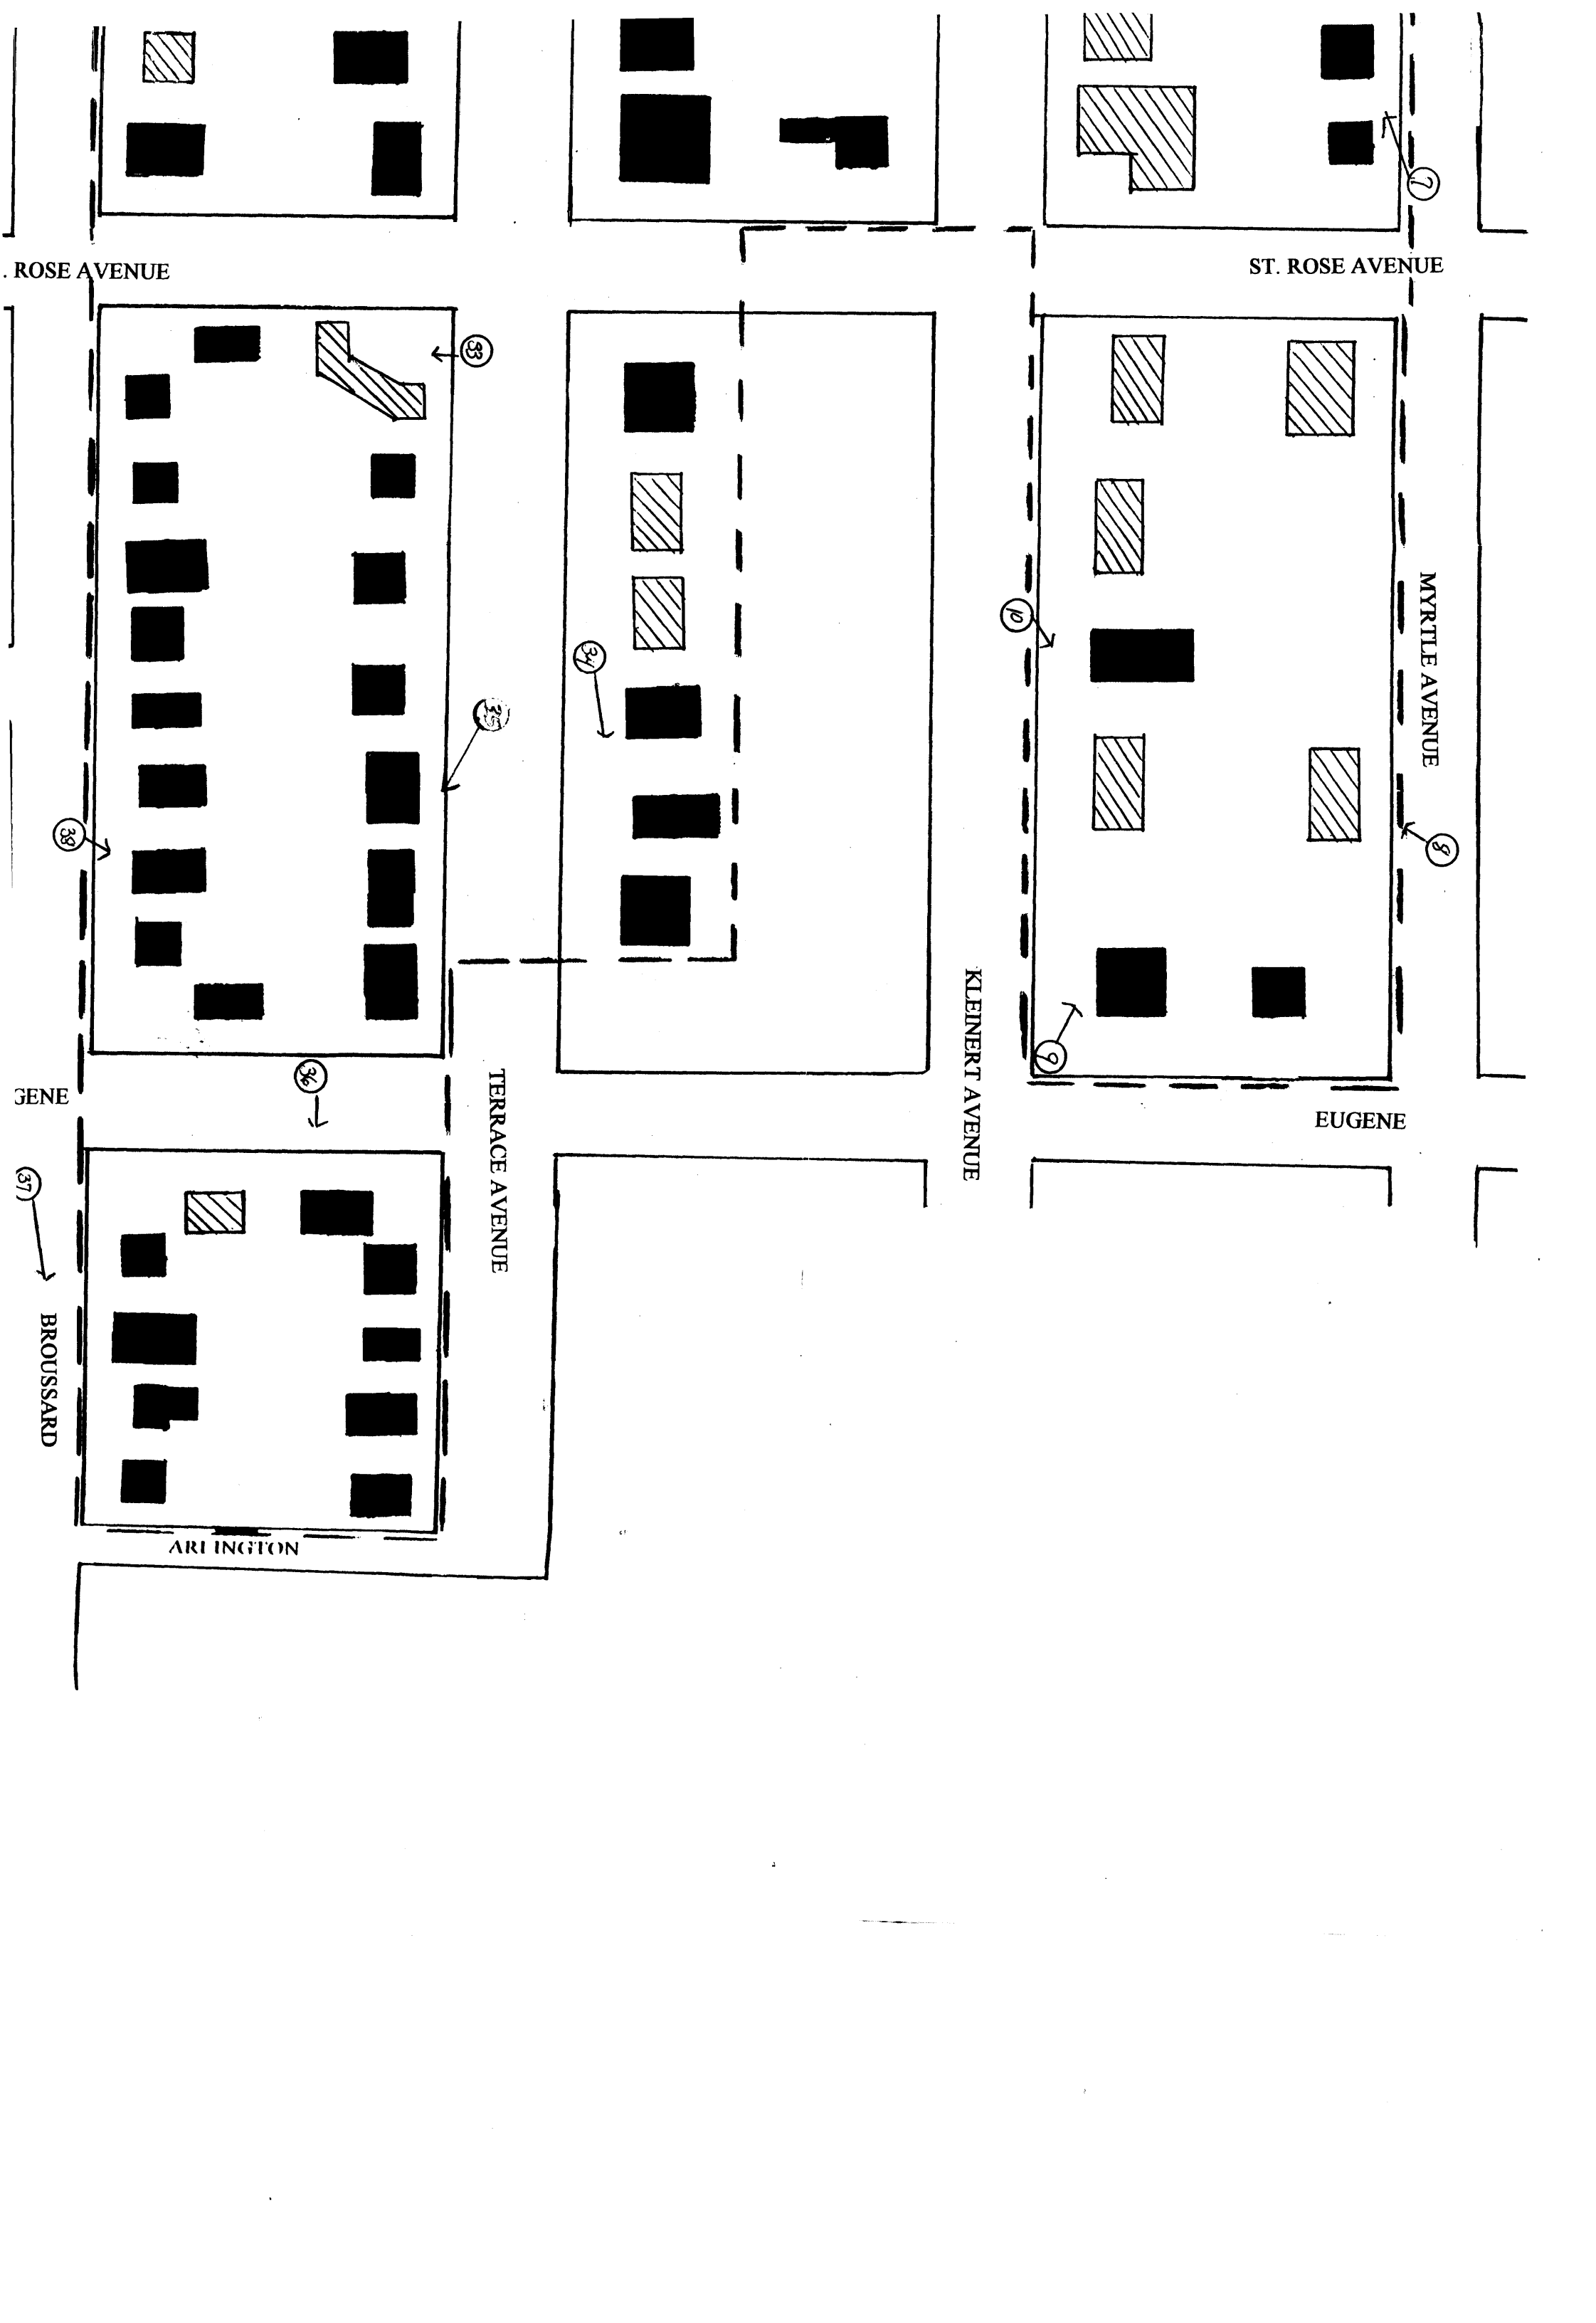 7
. ROSE AVENUE
ST. ROSE AVENUE
33
MYRTLE AVENUE
10
34
35
38
8
KLEINERT AVENUE
9
TERRACE AVENUE
36
GENE
EUGENE
37
BROUSSARD
ARLINGTON